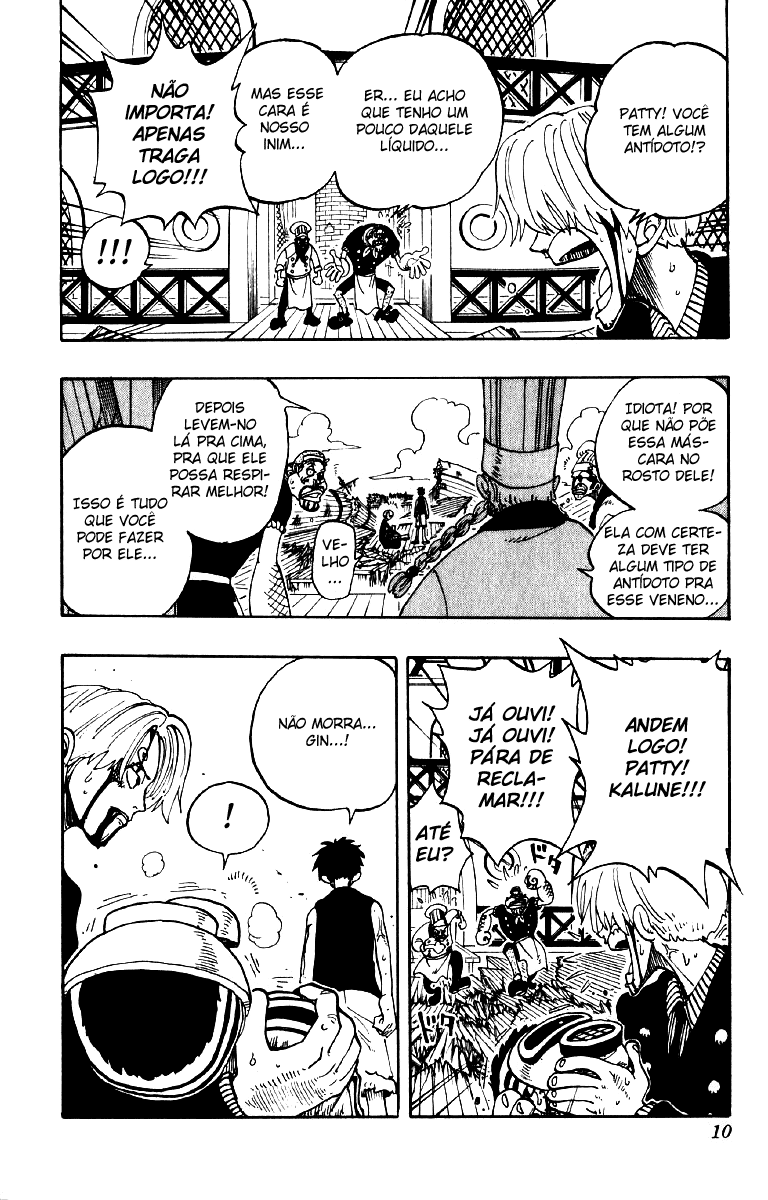 PATTY! VOCÊ
TEM ALGUM
ANTÍDOTO!?
ER... EU ACHO
QUE TENHO UM
POUCO DAQUELE
LÍQUIDO...
MAS ESSE
CARA É
NOSSO
INIM...
NÃO
IMPORTA!
APENAS
TRAGA
LOGO!!!
!!!
IDIOTA! POR
QUE NÃO PÕE
ESSA MÁS-
CARA NO
ROSTO DELE!
ELA COM CERTE-
ZA DEVE TER
ALGUM TIPO DE
ANTÍDOTO PRA
ESSE VENENO...
VE-
LHO
...
DEPOIS
LEVEM-NO
LÁ PRA CIMA,
PRA QUE ELE
POSSA RESPI-
RAR MELHOR!
ISSO É TUDO
QUE VOCÊ
PODE FAZER
POR ELE...
ANDEM
LOGO!
PATTY!
KALUNE!!!
JÁ OUVI!
JÁ OUVI!
PÁRA DE
RECLA-
MAR!!!
ATÉ
EU?
ドタ
ドタ
NÃO MORRA...
GIN...!
!
10